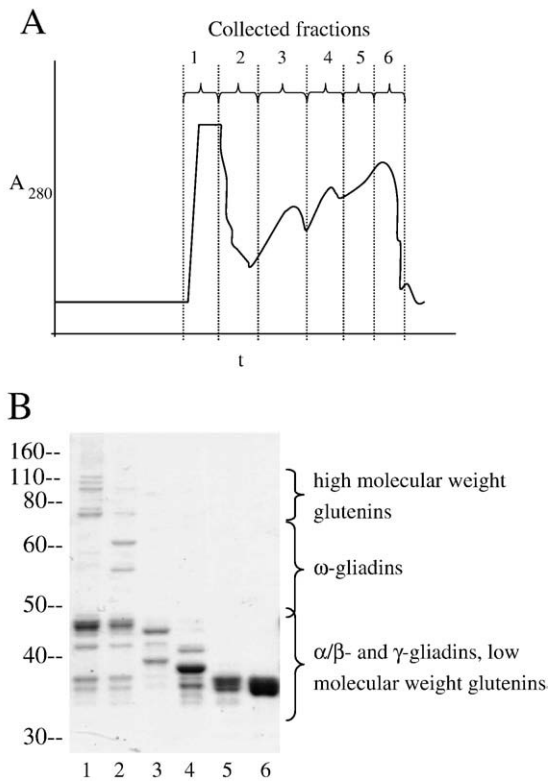 A
Collected fractions
1 2 3 4 5 6
A 280
t
B
160--
110--
80--
60--
50--
40--
30--
high molecular weight
glutenins
ω-gliadins
α/β- and γ-gliadins, low
molecular weight glutenins
1 2 3 4 5 6